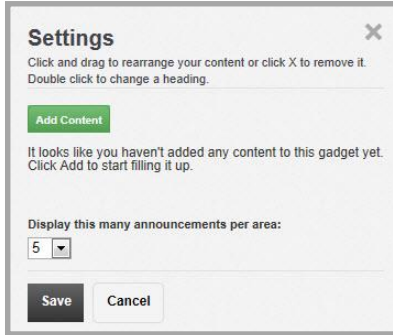 Settings
Click and drag to rearrange your content or click X to remove it.
Double click to change a heading.
Add Content
It looks like you haven't added any content to this gadget yet.
Click Add to start filling it up.
Display this many announcements per area:
5
Save Cancel